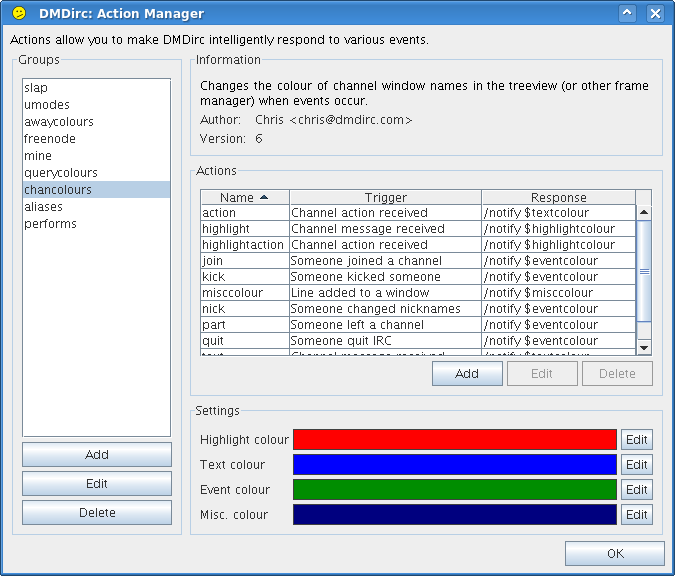 DMDirc: Action Manager
Actions allow you to make DMDirc intelligently respond to various events.
Groups
slap
umodes
awaycolours
freenode
mine
querycolours
chancolours
aliases
performs
Add
Edit
Delete
Information
Changes the colour of channel window names in the treeview (or other frame
manager) when events occur.
Author: Chris <chris@dmdirc.com>
Version: 6
Actions
Name Trigger Response
action Channel action received /notify $textcolour
highlight Channel message received /notify $highlightcolour
highlightaction Channel action received /notify $highlightcolour
join Someone joined a channel /notify $eventcolour
kick Someone kicked someone /notify $eventcolour
misccolour Line added to a window /notify $misccolour
nick Someone changed nicknames /notify $eventcolour
part Someone left a channel /notify $eventcolour
quit Someone quit IRC /notify $eventcolour
text Channel message received /notify $textcolour
Add Edit Delete
Settings
Highlight colour Edit
Text colour Edit
Event colour Edit
Misc. colour Edit
OK